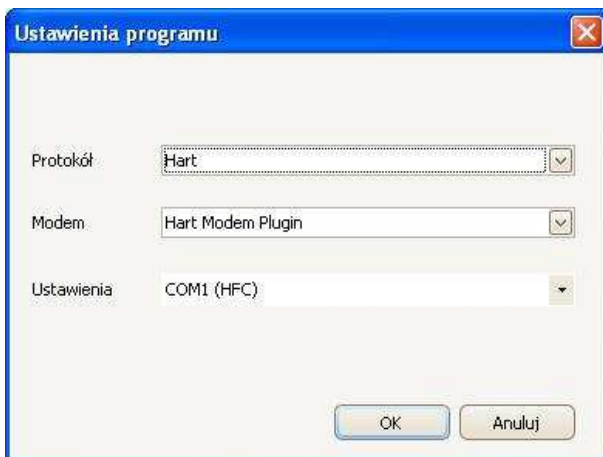 Ustawienia programu
Protokół Hart
Modem Hart Modem Plugin
Ustawienia COM1 (HFC)
OK Anuluj